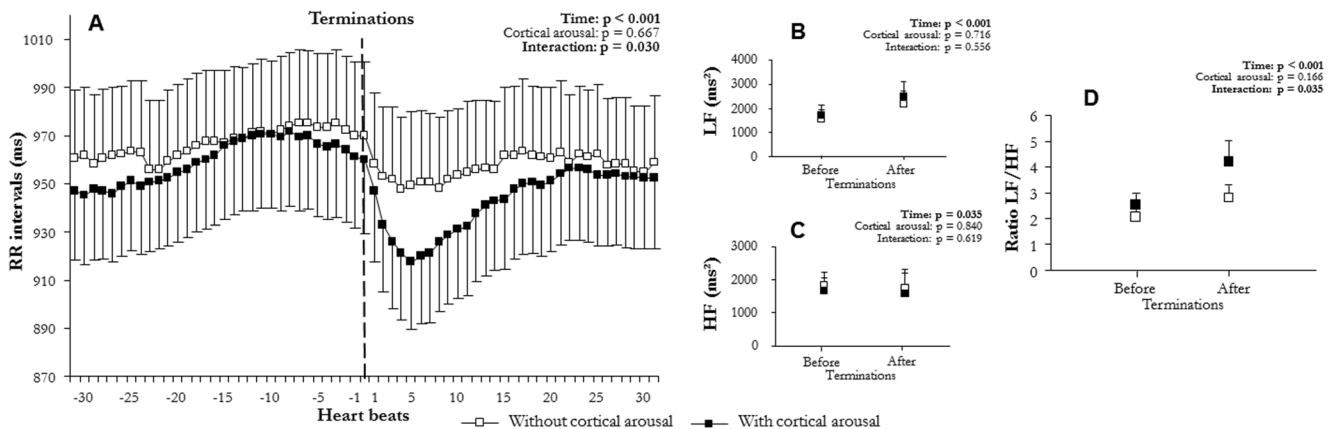 A
Terminations
Time: p < 0.001
Cortical arousal: p = 0.667
Interaction: p = 0.030
RR intervals (ms)
1010
990
970
950
930
910
890
870
-30 -25 -20 -15 -10 -5 -1 1 5 10 15 20 25 30
Heart beats
Without cortical arousal
With cortical arousal
B
Time: p < 0.001
Cortical arousal: p = 0.716
Interaction: p = 0.556
LF (ms²)
4000
3000
2000
1000
0
Before After
Terminations
C
Time: p = 0.035
Cortical arousal: p = 0.840
Interaction: p = 0.619
HF (ms²)
3000
2000
1000
0
Before After
Terminations
D
Time: p < 0.001
Cortical arousal: p = 0.166
Interaction: p = 0.035
Ratio LF/HF
6
5
4
3
2
1
0
Before After
Terminations